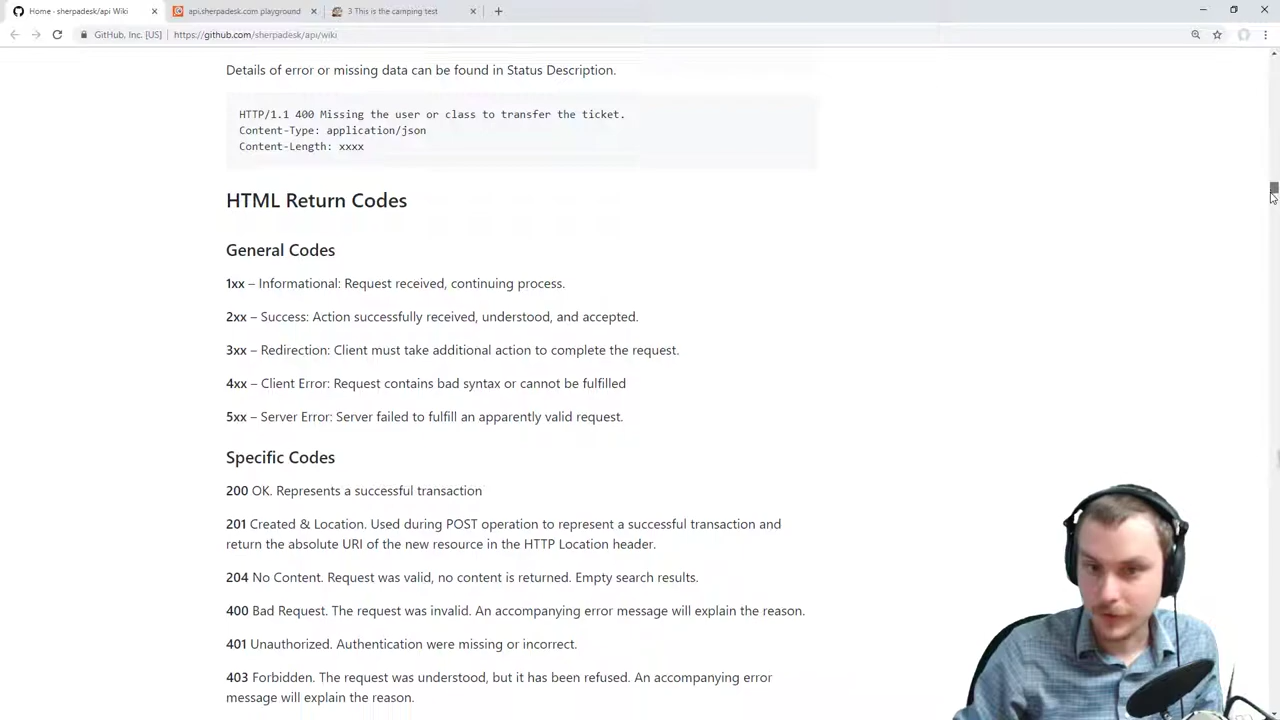 Home - sherpadesk/api Wiki
api.sherpadesk.com playground
3 This is the camping test
GitHub, Inc. [US]
https://github.com/sherpadesk/api/wiki
Details of error or missing data can be found in Status Description.
HTTP/1.1 400 Missing the user or class to transfer the ticket.
Content-Type: application/json
Content-Length: xxxx
HTML Return Codes
General Codes
1xx – Informational: Request received, continuing process.
2xx – Success: Action successfully received, understood, and accepted.
3xx – Redirection: Client must take additional action to complete the request.
4xx – Client Error: Request contains bad syntax or cannot be fulfilled
5xx – Server Error: Server failed to fulfill an apparently valid request.
Specific Codes
200 OK. Represents a successful transaction
201 Created & Location. Used during POST operation to represent a successful transaction and
return the absolute URI of the new resource in the HTTP Location header.
204 No Content. Request was valid, no content is returned. Empty search results.
400 Bad Request. The request was invalid. An accompanying error message will explain the reason.
401 Unauthorized. Authentication were missing or incorrect.
403 Forbidden. The request was understood, but it has been refused. An accompanying error
message will explain the reason.